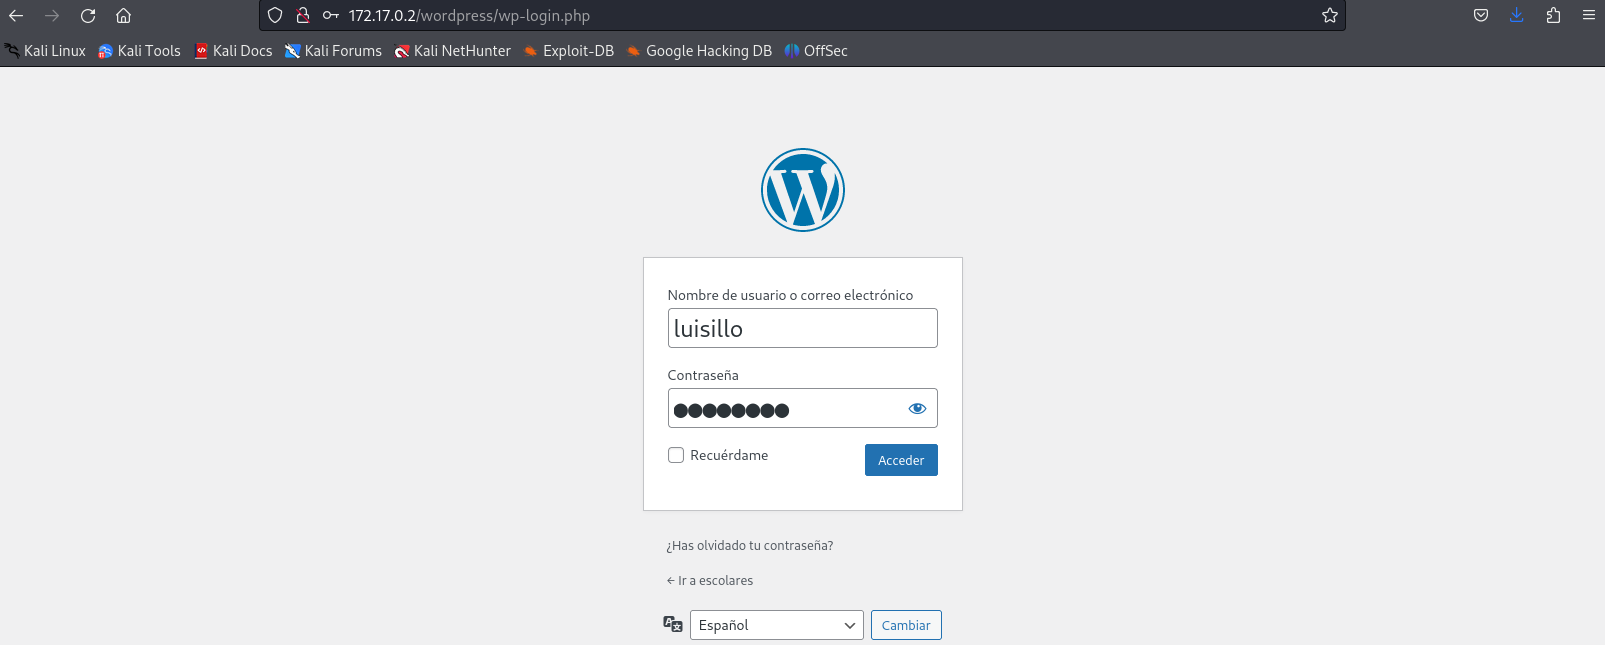 172.17.0.2/wordpress/wp-login.php
Kali Linux Kali Tools Kali Docs Kali Forums Kali NetHunter Exploit-DB Google Hacking DB OffSec
Nombre de usuario o correo electrónico
luisillo
Contraseña
Recuérdame
Acceder
¿Has olvidado tu contraseña?
← Ir a escolares
Español
Cambiar